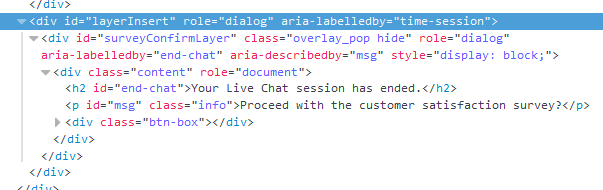 </div>
<div id="layerInsert" role="dialog" aria-labelledby="time-session">
<div id="surveyConfirmLayer" class="overlay_pop hide" role="dialog"
aria-labelledby="end-chat" aria-describedby="msg" style="display: block;">
<div class="content" role="document">
<h2 id="end-chat">Your Live Chat session has ended.</h2>
<p id="msg" class="info">Proceed with the customer satisfaction survey?</p>
<div class="btn-box"></div>
</div>
</div>
</div>
</div>